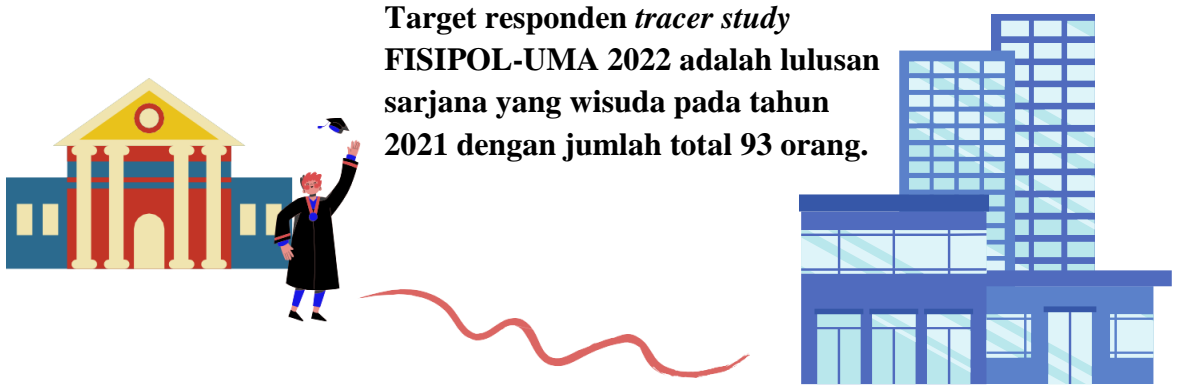 Target responden tracer study
FISIPOL-UMA 2022 adalah lulusan
sarjana yang wisuda pada tahun
2021 dengan jumlah total 93 orang.